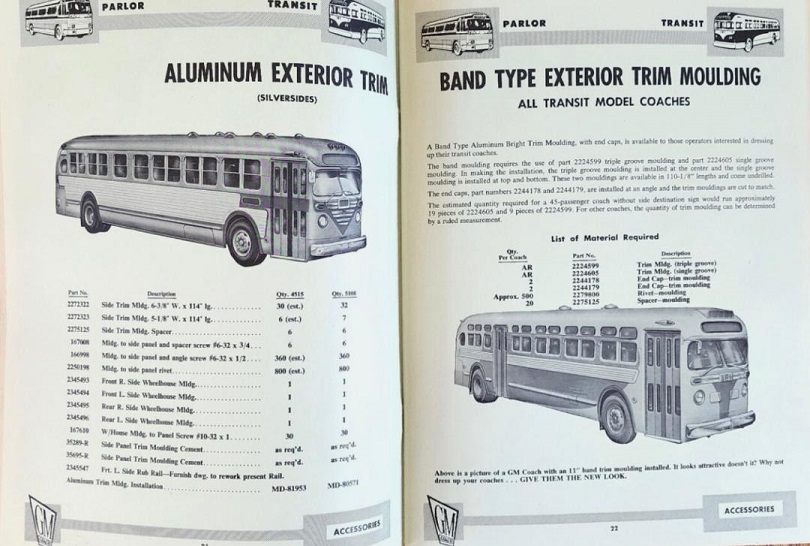 PARLOR TRANSIT
ALUMINUM EXTERIOR TRIM
(SILVERSIDES)
Part No. Description Qty. 4515 Qty. 5108
2272322 Side Trim Mldg. 6-3/8" W. x 114" lg. 30 (est.) 32
2272323 Side Trim Mldg. 5-1/8" W. x 114" lg. 6 (est.) 7
2275125 Side Trim Mldg. Spacer 6 6
167008 Mldg. to side panel and spacer screw #6-32 x 3/4 6 6
166998 Mldg. to side panel and angle screw #6-32 x 1/2 360 (est.) 360
2250198 Mldg. to side panel rivet 800 (est.) 800
2345493 Front R. Side Wheelhouse Mldg. 1 1
2345494 Front L. Side Wheelhouse Mldg. 1 1
2345495 Rear R. Side Wheelhouse Mldg. 1 1
2345496 Rear L. Side Wheelhouse Mldg. 1 1
167610 W/House Mldg. to Panel Screw #10-32 x 1 30 30
35289-R Side Panel Trim Moulding Cement as req'd. as req'd.
35695-R Side Panel Trim Moulding Cement as req'd. as req'd.
2345547 Frt. L. Side Rub Rail—Furnish dwg. to rework present Rail.
Aluminum Trim Mldg. Installation MD-81953 MD-80571
GM
ACCESSORIES
PARLOR TRANSIT
BAND TYPE EXTERIOR TRIM MOULDING
ALL TRANSIT MODEL COACHES
A Band Type Aluminum Bright Trim Moulding, with end caps, is available to those operators interested in dressing
up their transit coaches.
The band moulding requires the use of part 2224599 triple groove moulding and part 2224605 single groove
moulding. In making the installation, the triple groove moulding is installed at the center and the single groove
moulding is installed at top and bottom. These two mouldings are available in 110-1/8" lengths and come undrilled.
The end caps, part numbers 2244178 and 2244179, are installed at an angle and the trim mouldings are cut to match.
The estimated quantity required for a 45-passenger coach without side destination sign would run approximately
19 pieces of 2224605 and 9 pieces of 2224599. For other coaches, the quantity of trim moulding can be determined
by a ruled measurement.
List of Material Required
Qty.
Per Coach Part No. Description
AR 2224599 Trim Mldg. (triple groove)
AR 2224605 Trim Mldg. (single groove)
2 2244178 End Cap—trim moulding
2 2244179 End Cap—trim moulding
Approx. 500 2279800 Rivet—moulding
20 2275125 Spacer—moulding
Above is a picture of a GM Coach with an 11" band trim moulding installed. It looks attractive doesn't it? Why not
dress up your coaches . . . GIVE THEM THE NEW LOOK.
GM
22
ACCESSORIES